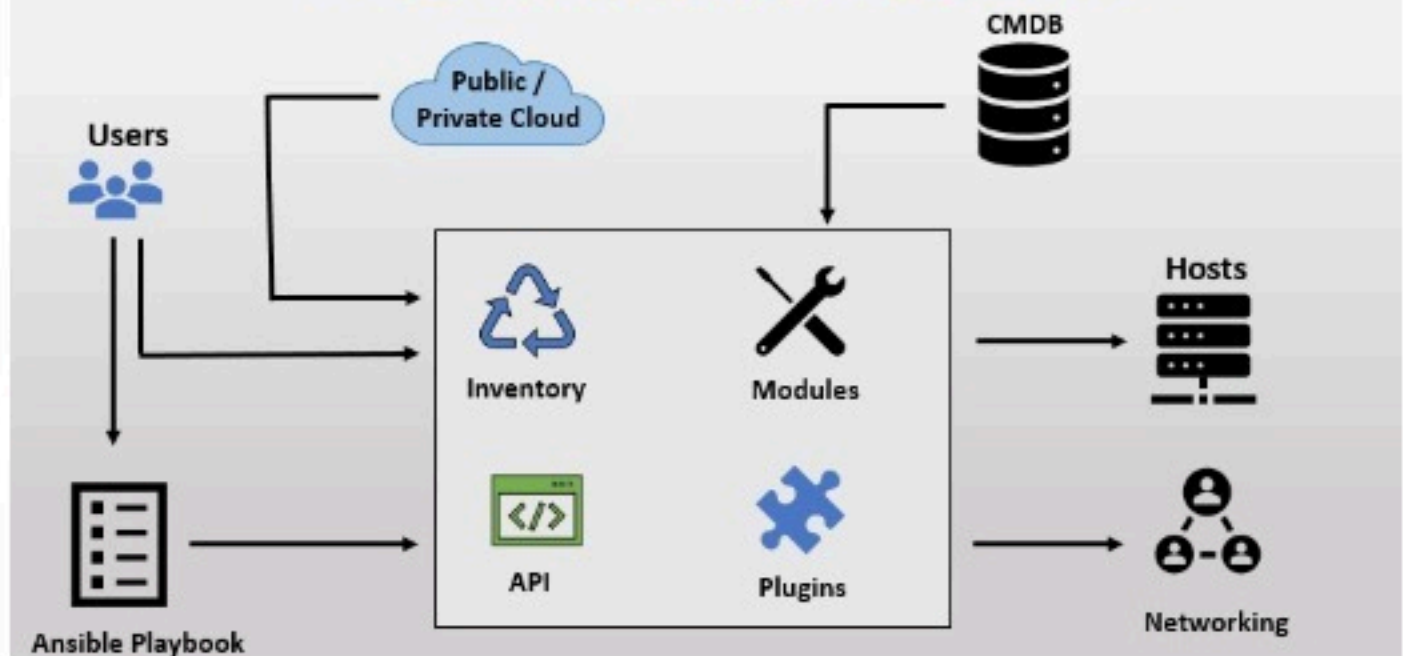 CMDB
Public /
Private Cloud
Users
Hosts
Inventory
Modules
</>
API
Plugins
Networking
Ansible Playbook